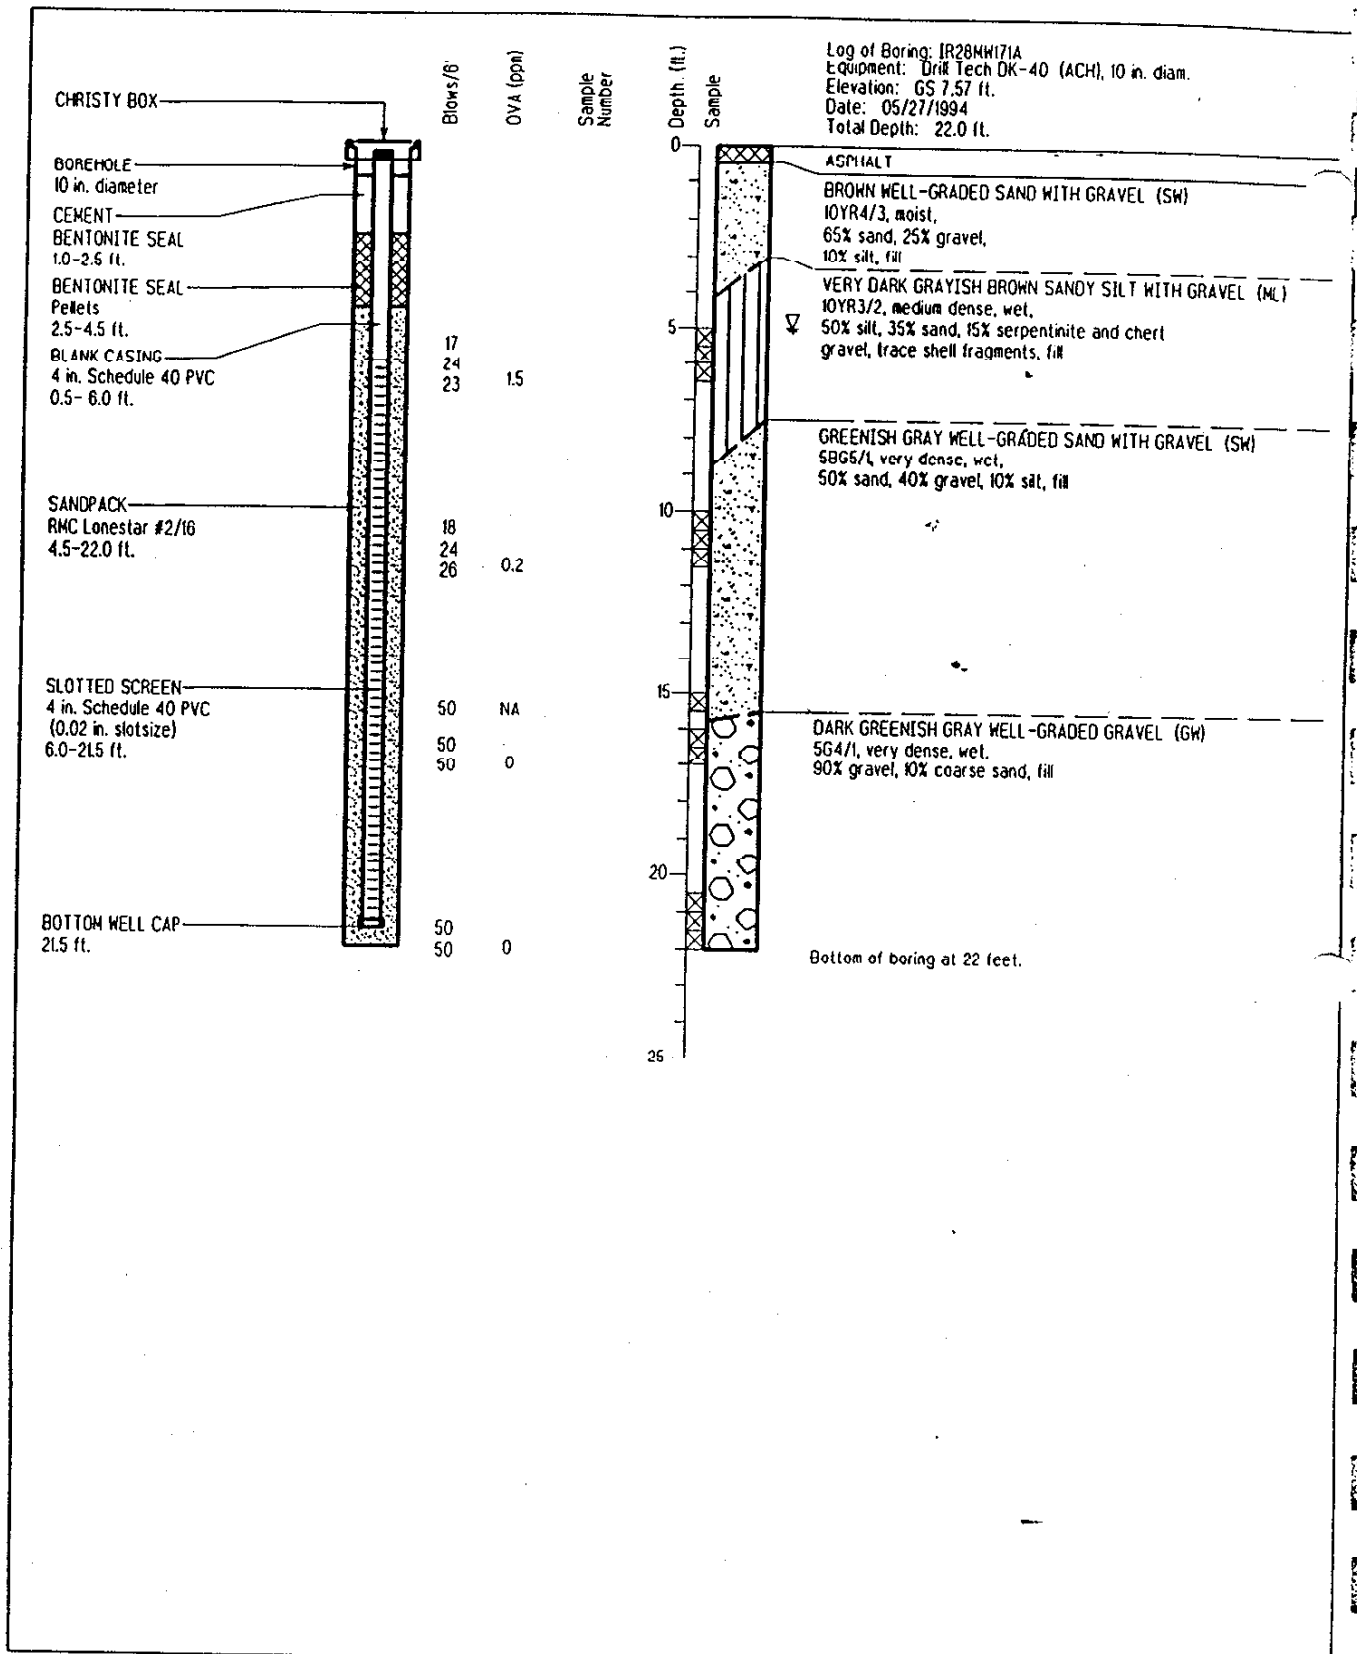 Log of Boring: IR28MW171A
Equipment: Drill Tech DK-40 (ACH), 10 in. diam.
Elevation: GS 7.57 ft.
Date: 05/27/1994
Total Depth: 22.0 ft.
Blows/6"
OVA (ppm)
Sample
Number
Depth (ft.)
Sample
CHRISTY BOX
BOREHOLE
10 in. diameter
CEMENT
BENTONITE SEAL
1.0-2.5 ft.
BENTONITE SEAL
Pellets
2.5-4.5 ft.
BLANK CASING
4 in. Schedule 40 PVC
0.5- 6.0 ft.
SANDPACK
RMC Lonestar #2/16
4.5-22.0 ft.
SLOTTED SCREEN
4 in. Schedule 40 PVC
(0.02 in. slotsize)
6.0-21.5 ft.
BOTTOM WELL CAP
21.5 ft.
17
24
23 1.5
18
24
26 0.2
50 NA
50
50 0
50
50 0
0
5
10
15
20
25
ASPHALT
BROWN WELL-GRADED SAND WITH GRAVEL (SW)
10YR4/3, moist,
65% sand, 25% gravel,
10% silt, fill
VERY DARK GRAYISH BROWN SANDY SILT WITH GRAVEL (ML)
10YR3/2, medium dense, wet,
50% silt, 35% sand, 15% serpentinite and chert
gravel, trace shell fragments, fill
GREENISH GRAY WELL-GRADED SAND WITH GRAVEL (SW)
5BG5/1, very dense, wet,
50% sand, 40% gravel, 10% silt, fill
DARK GREENISH GRAY WELL-GRADED GRAVEL (GW)
5G4/1, very dense, wet.
90% gravel, 10% coarse sand, fill
Bottom of boring at 22 feet.